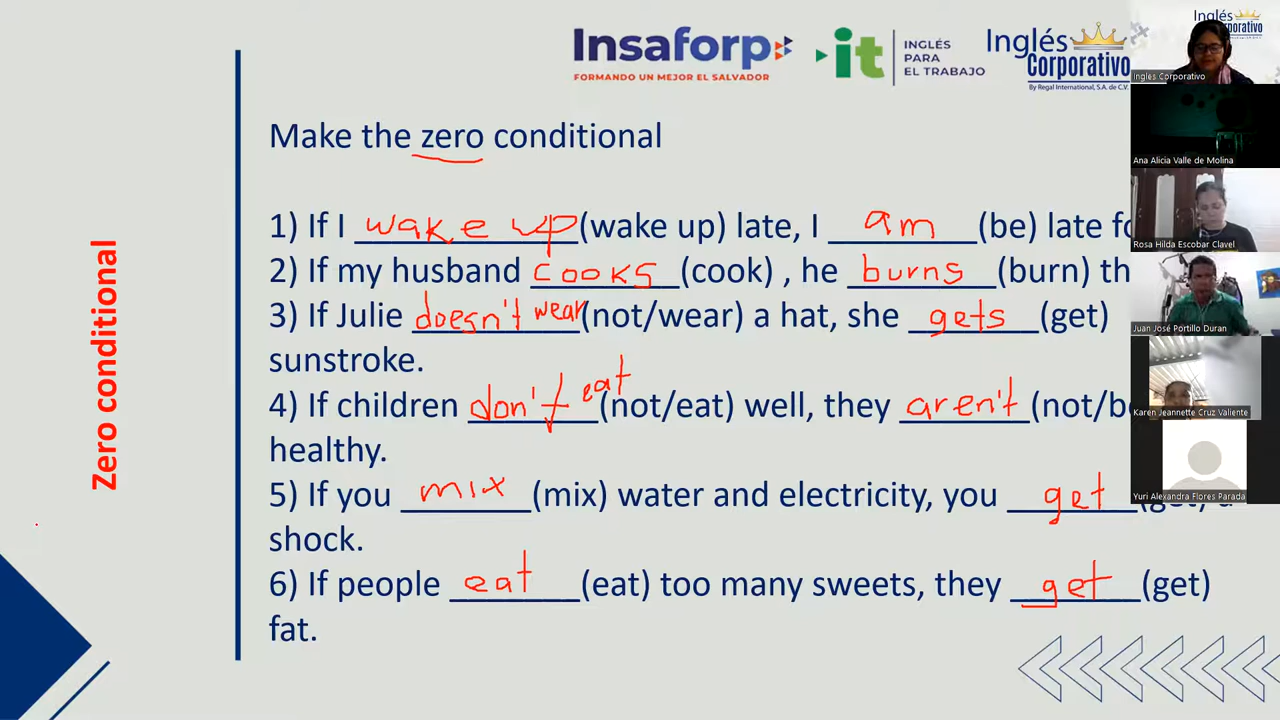 Insaforp
FORMANDO UN MEJOR EL SALVADOR
it
INGLÉS
PARA
EL TRABAJO
Inglés
Corporativo
By Regal International, S.A. de C.V.
Inglés
Corporativo
Ingles Corporativo
Ana Alicia Valle de Molina
Rosa Hilda Escobar Clavel
Juan José Portillo Duran
Karen Jeannette Cruz Valiente
Yuri Alexandra Flores Parada
Zero conditional
Make the zero conditional
1) If I wake up (wake up) late, I am (be) late
2) If my husband cooks (cook) , he burns (burn)
3) If Julie doesn't wear (not/wear) a hat, she gets (get)
sunstroke.
4) If children don't eat (not/eat) well, they aren't
healthy.
5) If you mix (mix) water and electricity, you get
shock.
6) If people eat (eat) too many sweets, they get (get)
fat.